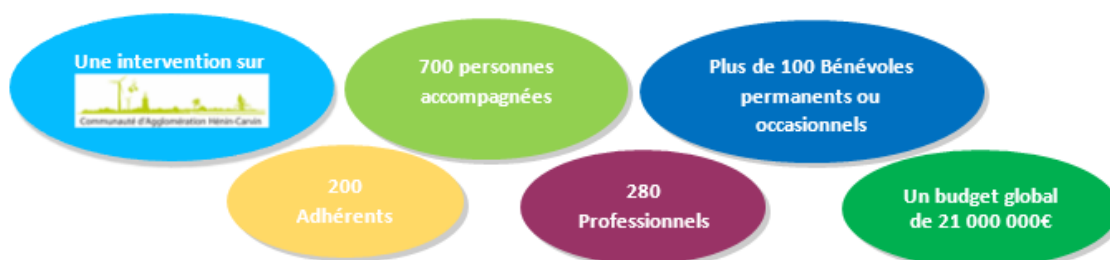 Une intervention sur
Communauté d'Agglomération Hénin-Carvin
700 personnes
accompagnées
Plus de 100 Bénévoles
permanents ou
occasionnels
200
Adhérents
280
Professionnels
Un budget global
de 21 000 000€